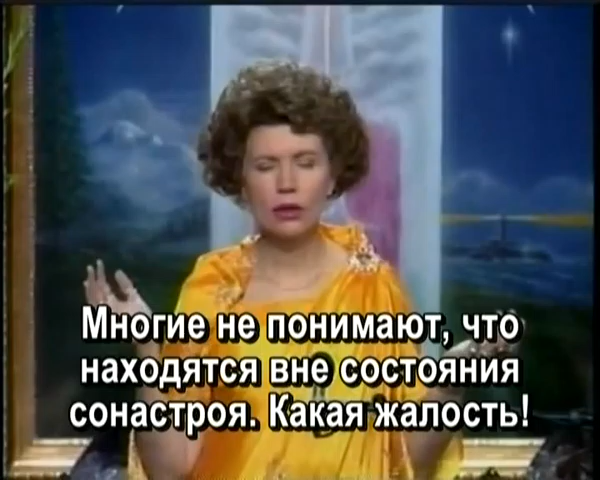 Многие не понимают, что
находятся вне состояния
сонастроя. Какая жалость!